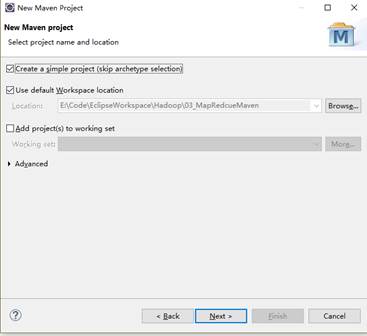 New Maven Project
New Maven project
Select project name and location
M
Create a simple project (skip archetype selection)
Use default Workspace location
Location: E:\Code\EclipseWorkspace\Hadoop\03_MapRedcueMaven Browse...
Add project(s) to working set
Working set: More...
Advanced
? < Back Next > Finish Cancel